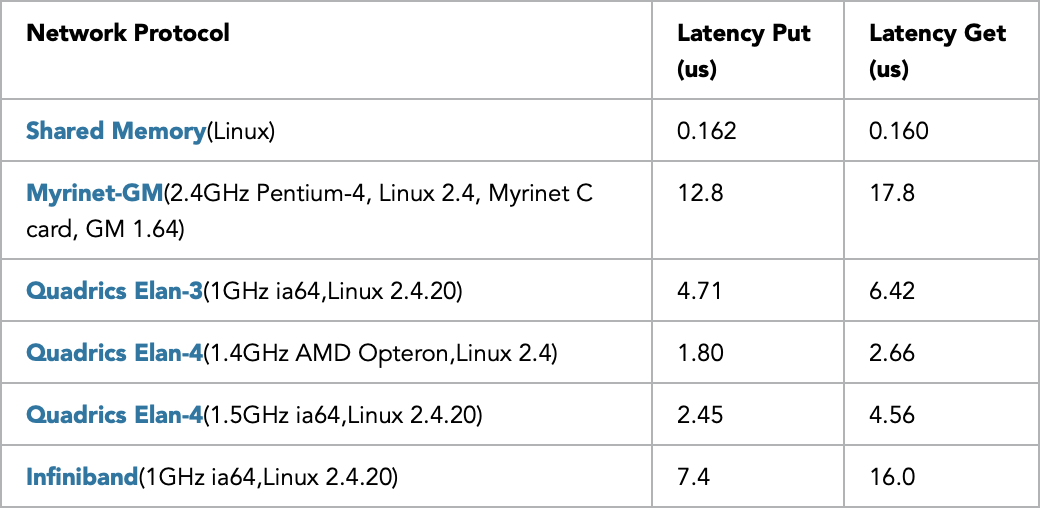 Network Protocol Latency Put Latency Get
(us) (us)
Shared Memory(Linux) 0.162 0.160
Myrinet-GM(2.4GHz Pentium-4, Linux 2.4, Myrinet C 12.8 17.8
card, GM 1.64)
Quadrics Elan-3(1GHz ia64,Linux 2.4.20) 4.71 6.42
Quadrics Elan-4(1.4GHz AMD Opteron,Linux 2.4) 1.80 2.66
Quadrics Elan-4(1.5GHz ia64,Linux 2.4.20) 2.45 4.56
Infiniband(1GHz ia64,Linux 2.4.20) 7.4 16.0